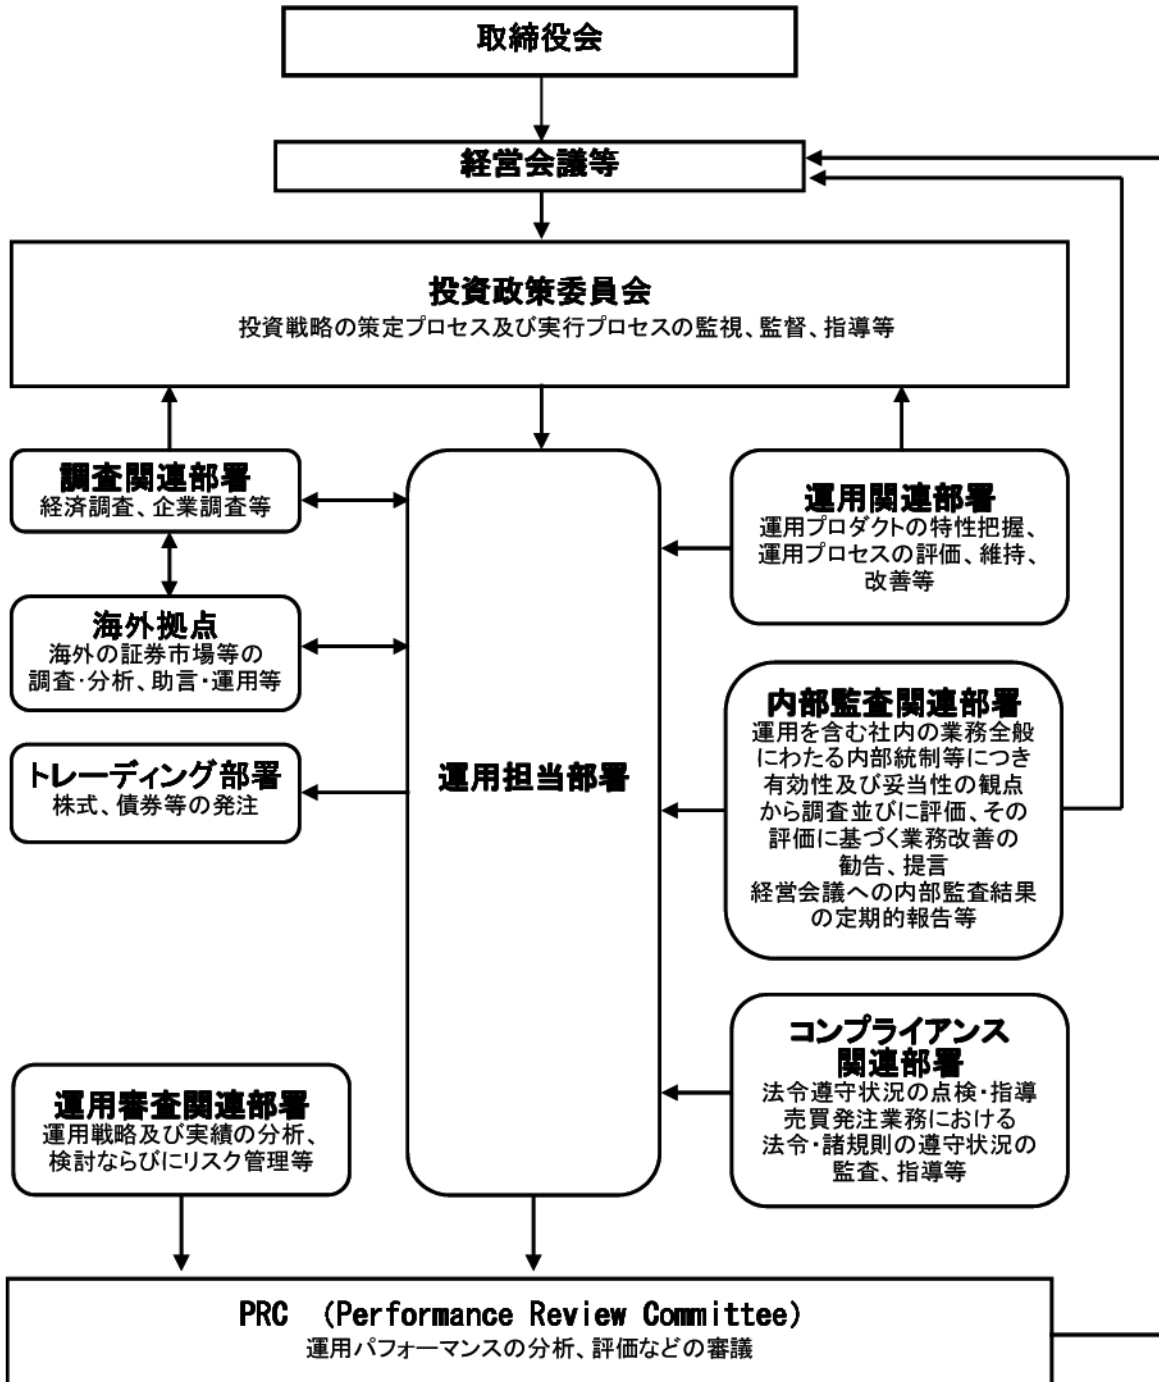 取締役会
経営会議等
投資政策委員会
投資戦略の策定プロセス及び実行プロセスの監視、監督、指導等
調査関連部署
経済調査、企業調査等
海外拠点
海外の証券市場等の
調査・分析、助言・運用等
トレーディング部署
株式、債券等の発注
運用審査関連部署
運用戦略及び実績の分析、
検討ならびにリスク管理等
運用担当部署
運用関連部署
運用プロダクトの特性把握、
運用プロセスの評価、維持、
改善等
内部監査関連部署
運用を含む社内の業務全般
にわたる内部統制等につき
有効性及び妥当性の観点
から調査並びに評価、その
評価に基づく業務改善の
勧告、提言
経営会議への内部監査結果
の定期的報告等
コンプライアンス
関連部署
法令遵守状況の点検・指導
売買発注業務における
法令・諸規則の遵守状況の
監査、指導等
PRC （Performance Review Committee）
運用パフォーマンスの分析、評価などの審議